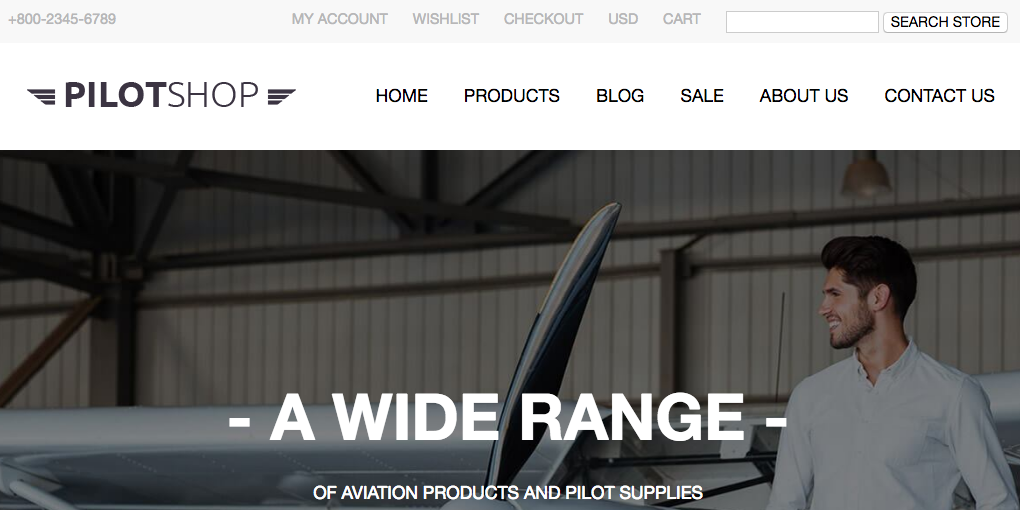 +800-2345-6789 MY ACCOUNT WISHLIST CHECKOUT USD CART SEARCH STORE
PILOTSHOP HOME PRODUCTS BLOG SALE ABOUT US CONTACT US
- A WIDE RANGE -
OF AVIATION PRODUCTS AND PILOT SUPPLIES